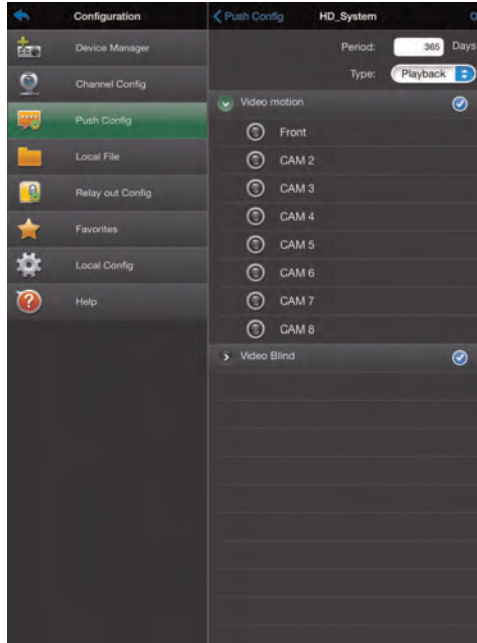 Configuration
Device Manager
Channel Config
Push Config
Local File
Relay out Config
Favorites
Local Config
Help
Push Config HD_System
Period: 365 Days
Type: Playback
Video motion
Front
CAM 2
CAM 3
CAM 4
CAM 5
CAM 6
CAM 7
CAM 8
Video Blind